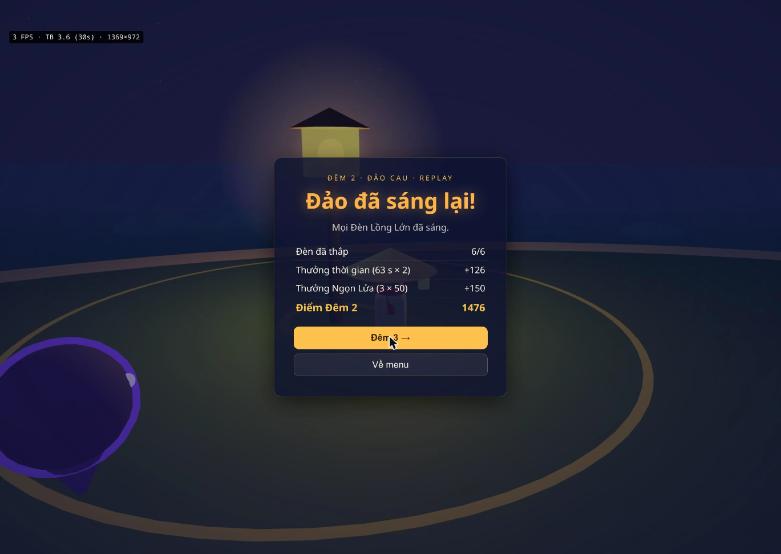 3 FPS · TB 3.6 (30s) · 1369×972
ĐÊM 2 · ĐẢO CAU · REPLAY
Đảo đã sáng lại!
Mọi Đèn Lồng Lớn đã sáng.
Đèn đã thắp 6/6
Thưởng thời gian (63 s × 2) +126
Thưởng Ngọn Lửa (3 × 50) +150
Điểm Đêm 2 1476
Đêm 3 →
Về menu